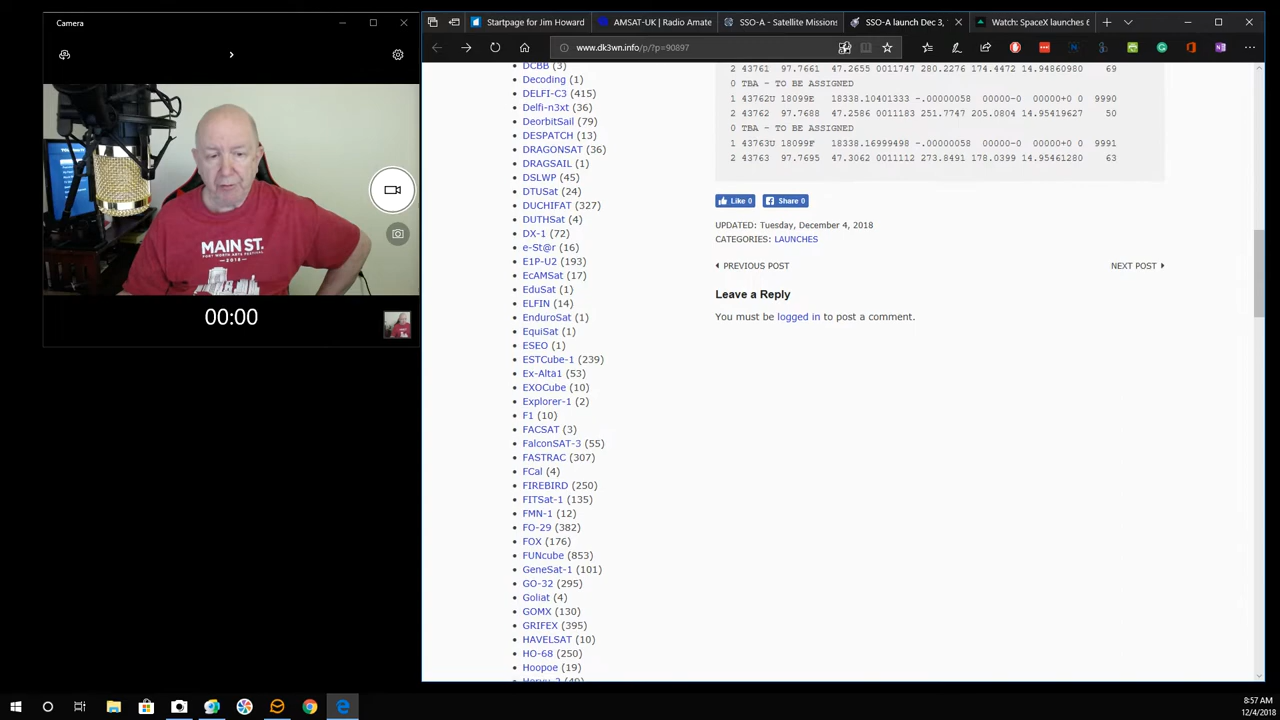 Camera
00:00
MAIN ST.
FORT WORTH ARTS FESTIVAL
2018
Startpage for Jim Howard
AMSAT-UK | Radio Amate
SSO-A - Satellite Missions
SSO-A launch Dec 3,
Watch: SpaceX launches 6
www.dk3wn.info/p/?p=90897
DCBB (3)
Decoding (1)
DELFI-C3 (415)
Delfi-n3xt (36)
DeorbitSail (79)
DESPATCH (13)
DRAGONSAT (36)
DRAGSAIL (1)
DSLWP (45)
DTUSat (24)
DUCHIFAT (327)
DUTHSat (4)
DX-1 (72)
e-St@r (16)
E1P-U2 (193)
EcAMSat (17)
EduSat (1)
ELFIN (14)
EnduroSat (1)
EquiSat (1)
ESEO (1)
ESTCube-1 (239)
Ex-Alta1 (53)
EXOCube (10)
Explorer-1 (2)
F1 (10)
FACSAT (3)
FalconSAT-3 (55)
FASTRAC (307)
FCal (4)
FIREBIRD (250)
FITSat-1 (135)
FMN-1 (12)
FO-29 (382)
FOX (176)
FUNcube (853)
GeneSat-1 (101)
GO-32 (295)
Goliat (4)
GOMX (130)
GRIFEX (395)
HAVELSAT (10)
HO-68 (250)
Hoopoe (19)
2 43761 97.7661 47.2655 0011747 280.2276 174.4472 14.94860980 69
0 TBA - TO BE ASSIGNED
1 43762U 18099E 18338.10401333 -.00000058 00000-0 00000+0 0 9990
2 43762 97.7688 47.2586 0011183 251.7747 205.0804 14.95419627 50
0 TBA - TO BE ASSIGNED
1 43763U 18099F 18338.16999498 -.00000058 00000-0 00000+0 0 9991
2 43763 97.7695 47.3062 0011112 273.8491 178.0399 14.95461280 63
Like 0
Share 0
UPDATED: Tuesday, December 4, 2018
CATEGORIES: LAUNCHES
PREVIOUS POST
NEXT POST
Leave a Reply
You must be logged in to post a comment.
8:57 AM
12/4/2018